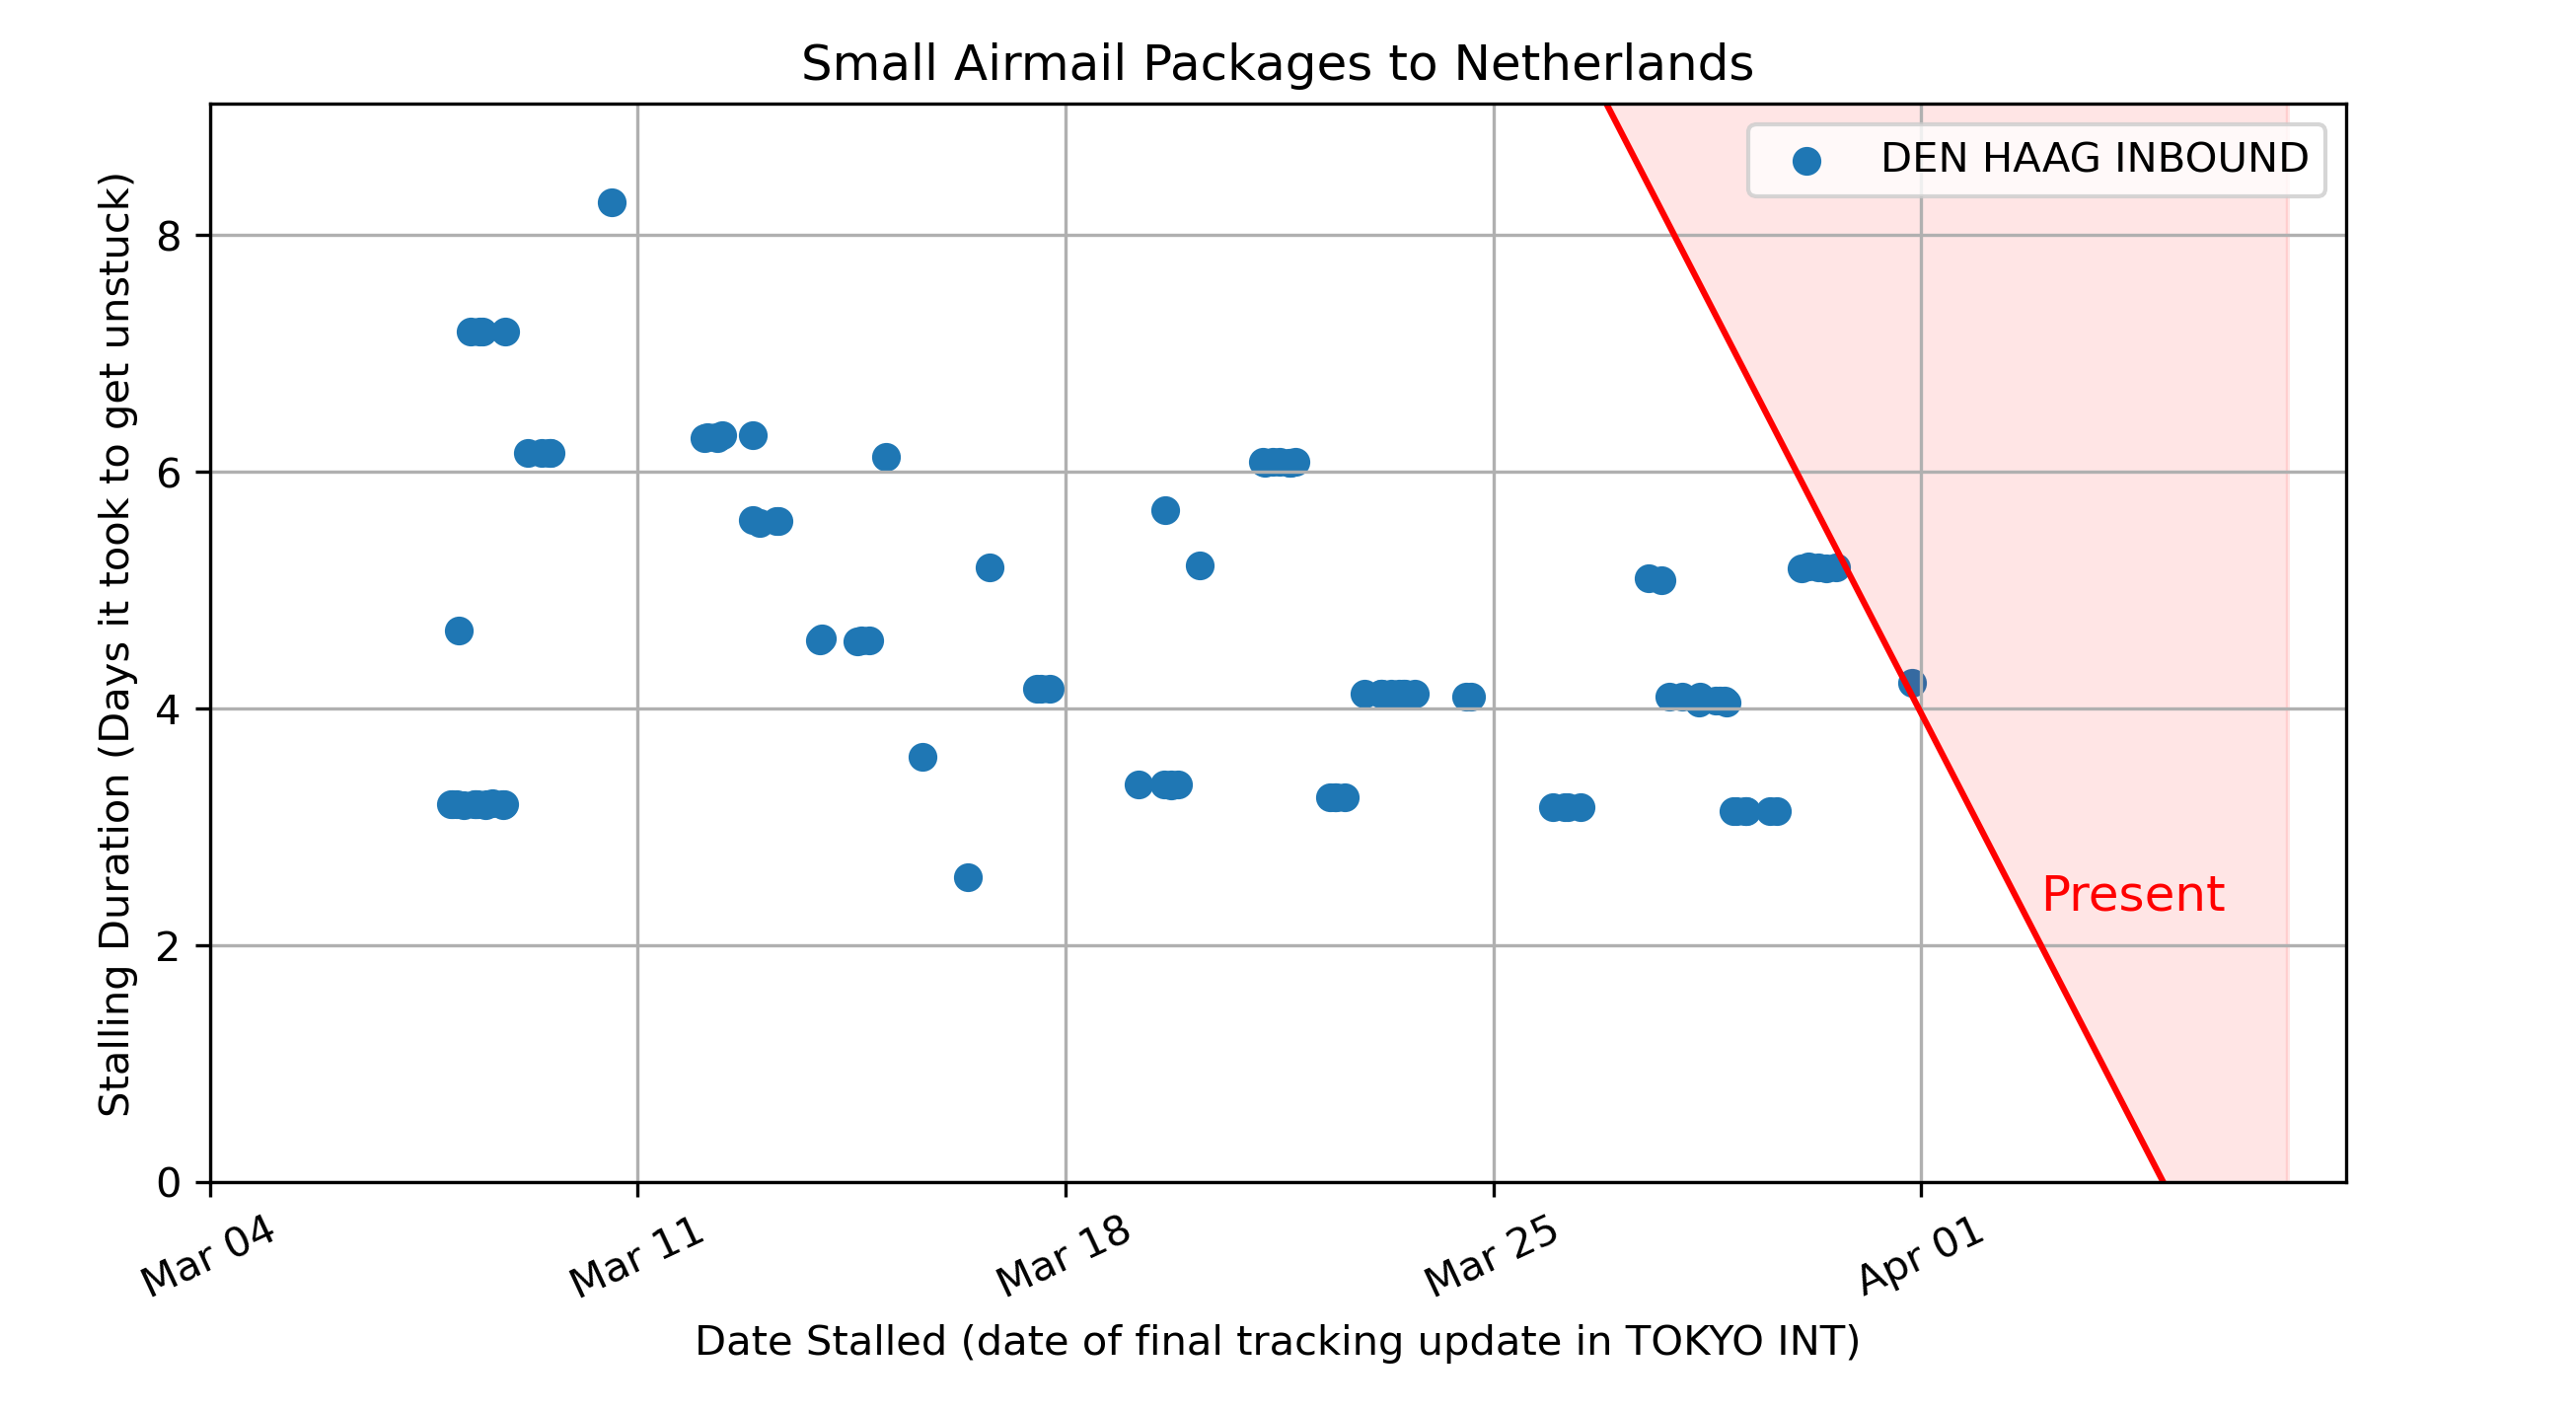 Small Airmail Packages to Netherlands
DEN HAAG INBOUND
Stalling Duration (Days it took to get unstuck)
8
6
4
2
0
Present
Mar 04
Mar 11
Mar 18
Mar 25
Apr 01
Date Stalled (date of final tracking update in TOKYO INT)